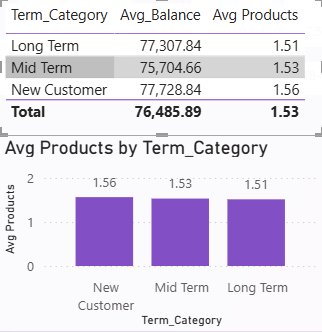 Term_Category Avg_Balance Avg Products
Long Term 77,307.84 1.51
Mid Term 75,704.66 1.53
New Customer 77,728.84 1.56
Total 76,485.89 1.53
Avg Products by Term_Category
Avg Products
2
1
0
1.56 1.53 1.51
New Customer Mid Term Long Term
Term_Category